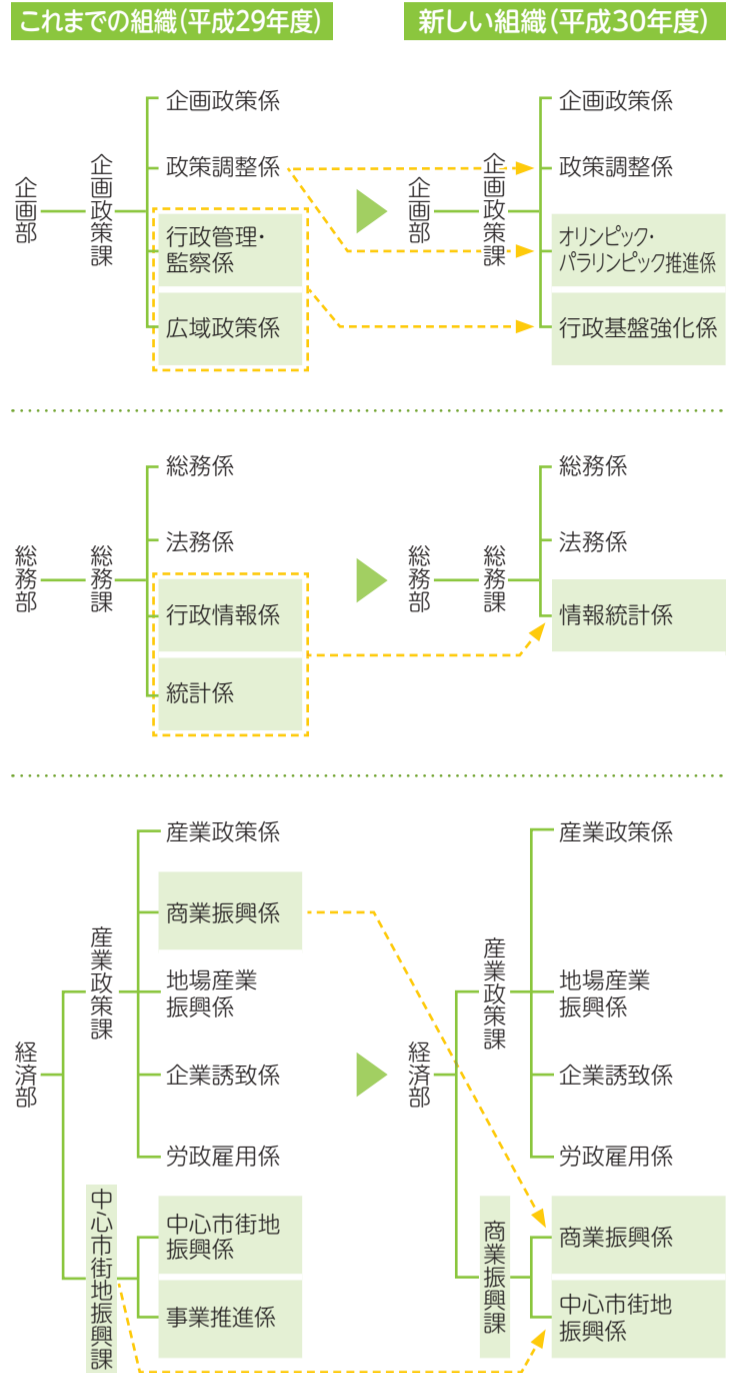 これまでの組織(平成29年度)
新しい組織(平成30年度)
企画部
企画政策課
企画政策係
政策調整係
行政管理・
監察係
広域政策係
企画部
企画政策課
企画政策係
政策調整係
オリンピック・
パラリンピック推進係
行政基盤強化係
総務部
総務課
総務係
法務係
行政情報係
統計係
総務部
総務課
総務係
法務係
情報統計係
経済部
産業政策課
産業政策係
商業振興係
地場産業
振興係
企業誘致係
労政雇用係
中心市街地振興課
中心市街地
振興係
事業推進係
経済部
産業政策課
産業政策係
地場産業
振興係
企業誘致係
労政雇用係
商業振興課
商業振興係
中心市街地
振興係